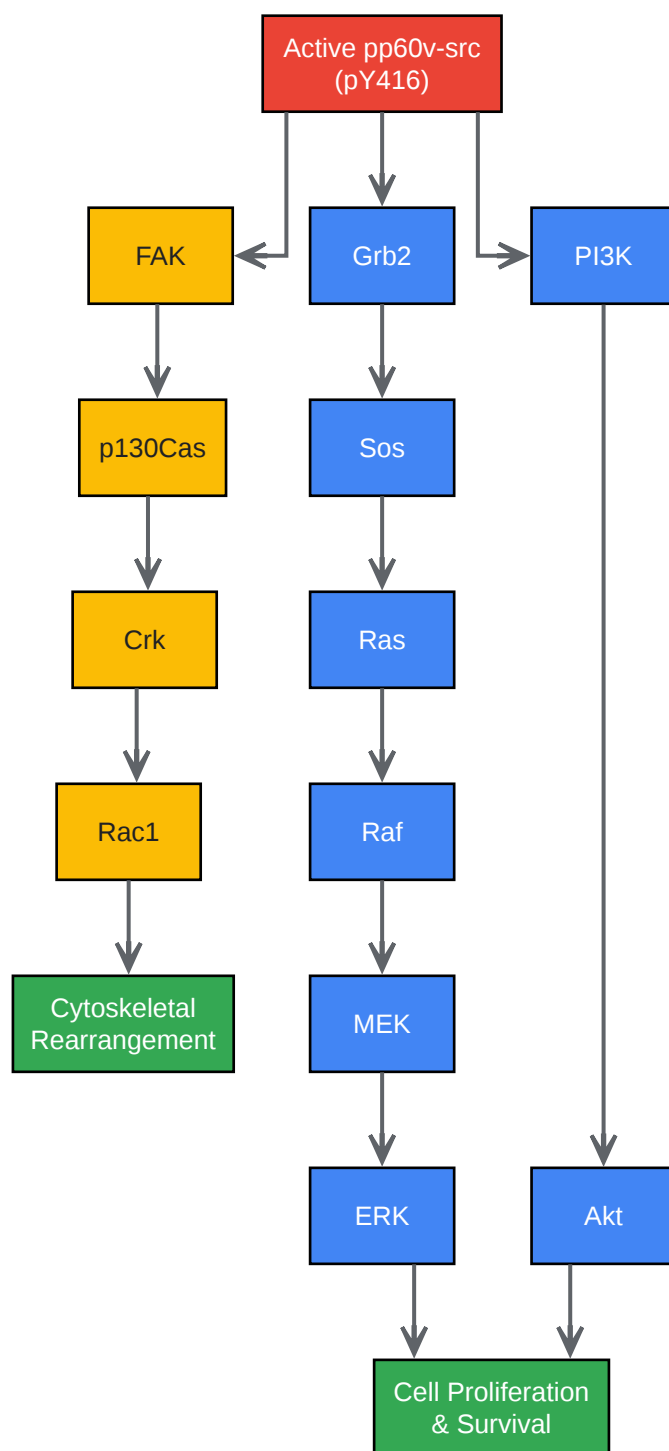 Active pp60v-src
(pY416)
FAK
Grb2
PI3K
p130Cas
Sos
Crk
Ras
Rac1
Raf
Cytoskeletal
Rearrangement
MEK
ERK
Akt
Cell Proliferation
& Survival